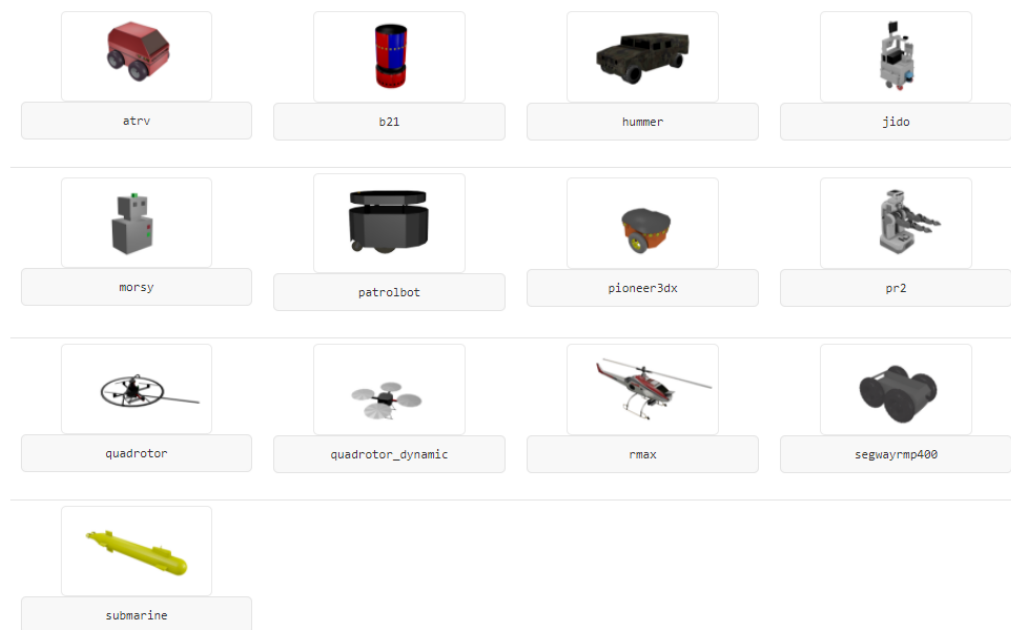 atrv
b21
hummer
jido
morsy
patrolbot
pioneer3dx
pr2
quadrotor
quadrotor_dynamic
rmax
segwayrmp400
submarine